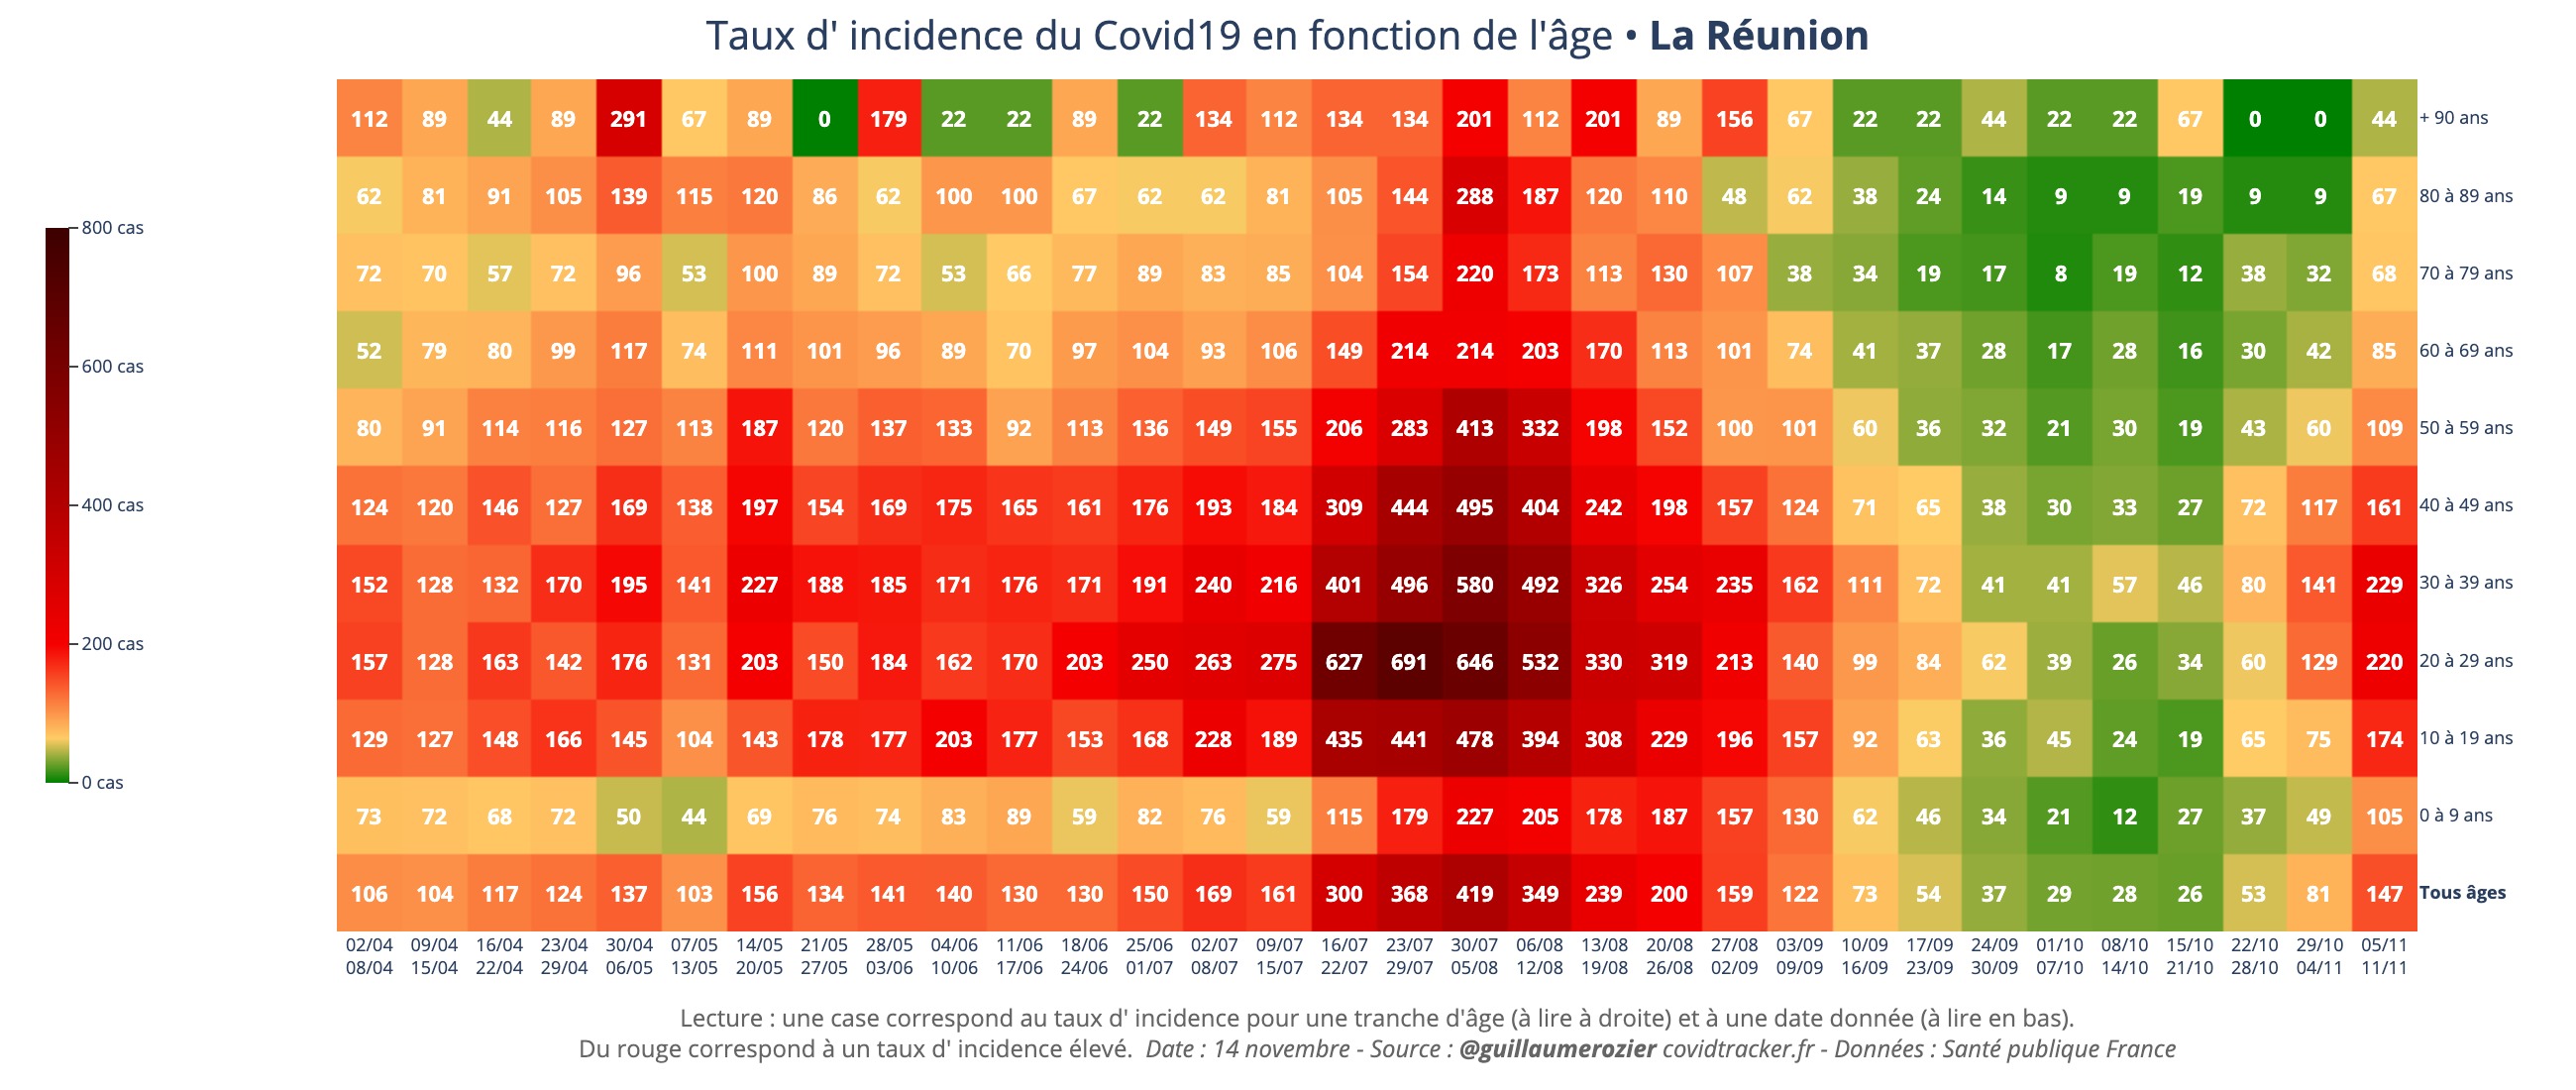 Taux d' incidence du Covid19 en fonction de l'âge • La Réunion
112 89 44 89 291 67 89 0 179 22 22 89 22 134 112 134 134 201 112 201 89 156 67 22 22 44 22 22 67 0 0 44 + 90 ans
62 81 91 105 139 115 120 86 62 100 100 67 62 62 81 105 144 288 187 120 110 48 62 38 24 14 9 9 19 9 9 67 80 à 89 ans
800 cas
72 70 57 72 96 53 100 89 72 53 66 77 89 83 85 104 154 220 173 113 130 107 38 34 19 17 8 19 12 38 32 68 70 à 79 ans
52 79 80 99 117 74 111 101 96 89 70 97 104 93 106 149 214 214 203 170 113 101 74 41 37 28 17 28 16 30 42 85 60 à 69 ans
600 cas
80 91 114 116 127 113 187 120 137 133 92 113 136 149 155 206 283 413 332 198 152 100 101 60 36 32 21 30 19 43 60 109 50 à 59 ans
400 cas
124 120 146 127 169 138 197 154 169 175 165 161 176 193 184 309 444 495 404 242 198 157 124 71 65 38 30 33 27 72 117 161 40 à 49 ans
152 128 132 170 195 141 227 188 185 171 176 171 191 240 216 401 496 580 492 326 254 235 162 111 72 41 41 57 46 80 141 229 30 à 39 ans
200 cas
157 128 163 142 176 131 203 150 184 162 170 203 250 263 275 627 691 646 532 330 319 213 140 99 84 62 39 26 34 60 129 220 20 à 29 ans
129 127 148 166 145 104 143 178 177 203 177 153 168 228 189 435 441 478 394 308 229 196 157 92 63 36 45 24 19 65 75 174 10 à 19 ans
0 cas
73 72 68 72 50 44 69 76 74 83 89 59 82 76 59 115 179 227 205 178 187 157 130 62 46 34 21 12 27 37 49 105 0 à 9 ans
106 104 117 124 137 103 156 134 141 140 130 130 150 169 161 300 368 419 349 239 200 159 122 73 54 37 29 28 26 53 81 147 Tous âges
02/04 09/04 16/04 23/04 30/04 07/05 14/05 21/05 28/05 04/06 11/06 18/06 25/06 02/07 09/07 16/07 23/07 30/07 06/08 13/08 20/08 27/08 03/09 10/09 17/09 24/09 01/10 08/10 15/10 22/10 29/10 05/11
08/04 15/04 22/04 29/04 06/05 13/05 20/05 27/05 03/06 10/06 17/06 24/06 01/07 08/07 15/07 22/07 29/07 05/08 12/08 19/08 26/08 02/09 09/09 16/09 23/09 30/09 07/10 14/10 21/10 28/10 04/11 11/11
Lecture : une case correspond au taux d' incidence pour une tranche d'âge (à lire à droite) et à une date donnée (à lire en bas).
Du rouge correspond à un taux d' incidence élevé. Date : 14 novembre - Source : @guillaumerozier covidtracker.fr - Données : Santé publique France